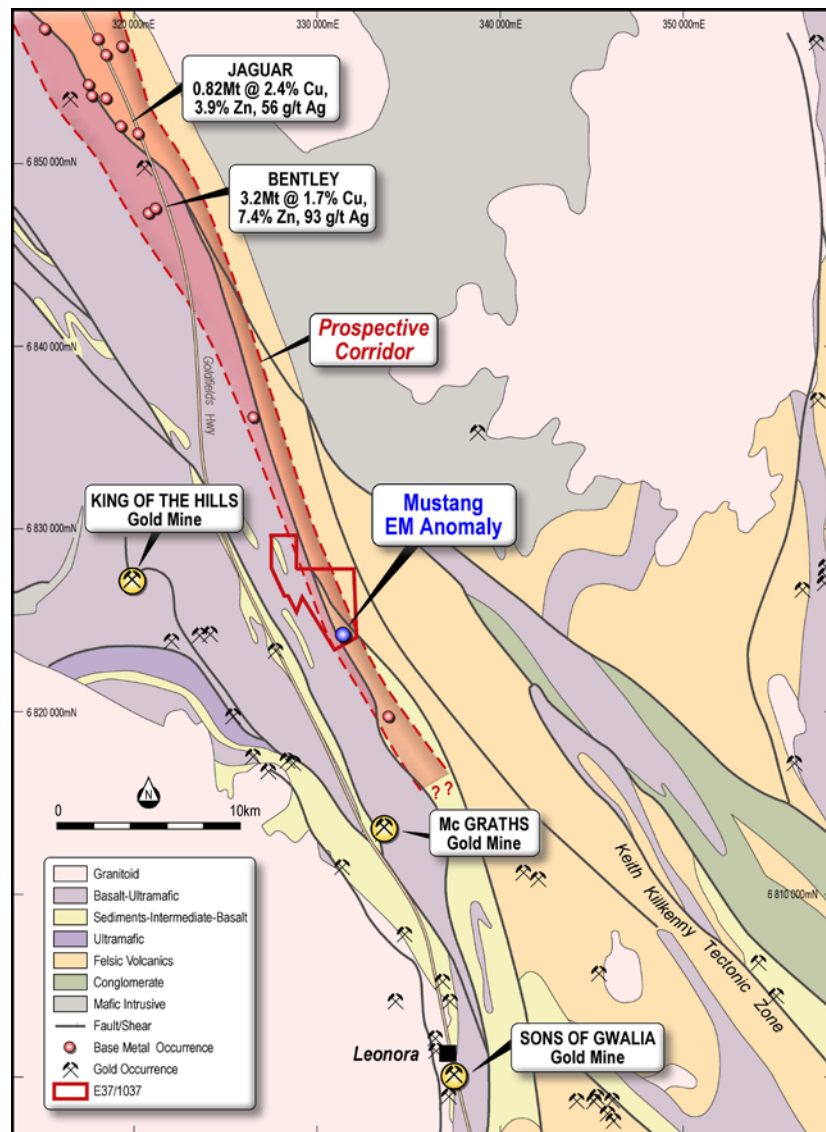 320 000mE
330 000mE
340 000mE
350 000mE
JAGUAR
0.82Mt @ 2.4% Cu,
3.9% Zn, 56 g/t Ag
6 850 000mN
BENTLEY
3.2Mt @ 1.7% Cu,
7.4% Zn, 93 g/t Ag
6 840 000mN
Prospective
Corridor
Goldfields Hwy
KING OF THE HILLS
Gold Mine
Mustang
EM Anomaly
6 830 000mN
6 820 000mN
? ?
N
0
10km
Mc GRATHS
Gold Mine
Keith Kilkenny Tectonic Zone
6 810 000mN
Granitoid
Basalt-Ultramafic
Sediments-Intermediate-Basalt
Ultramafic
Felsic Volcanics
Conglomerate
Mafic Intrusive
Fault/Shear
Base Metal Occurrence
Gold Occurrence
E37/1037
Leonora
SONS OF GWALIA
Gold Mine